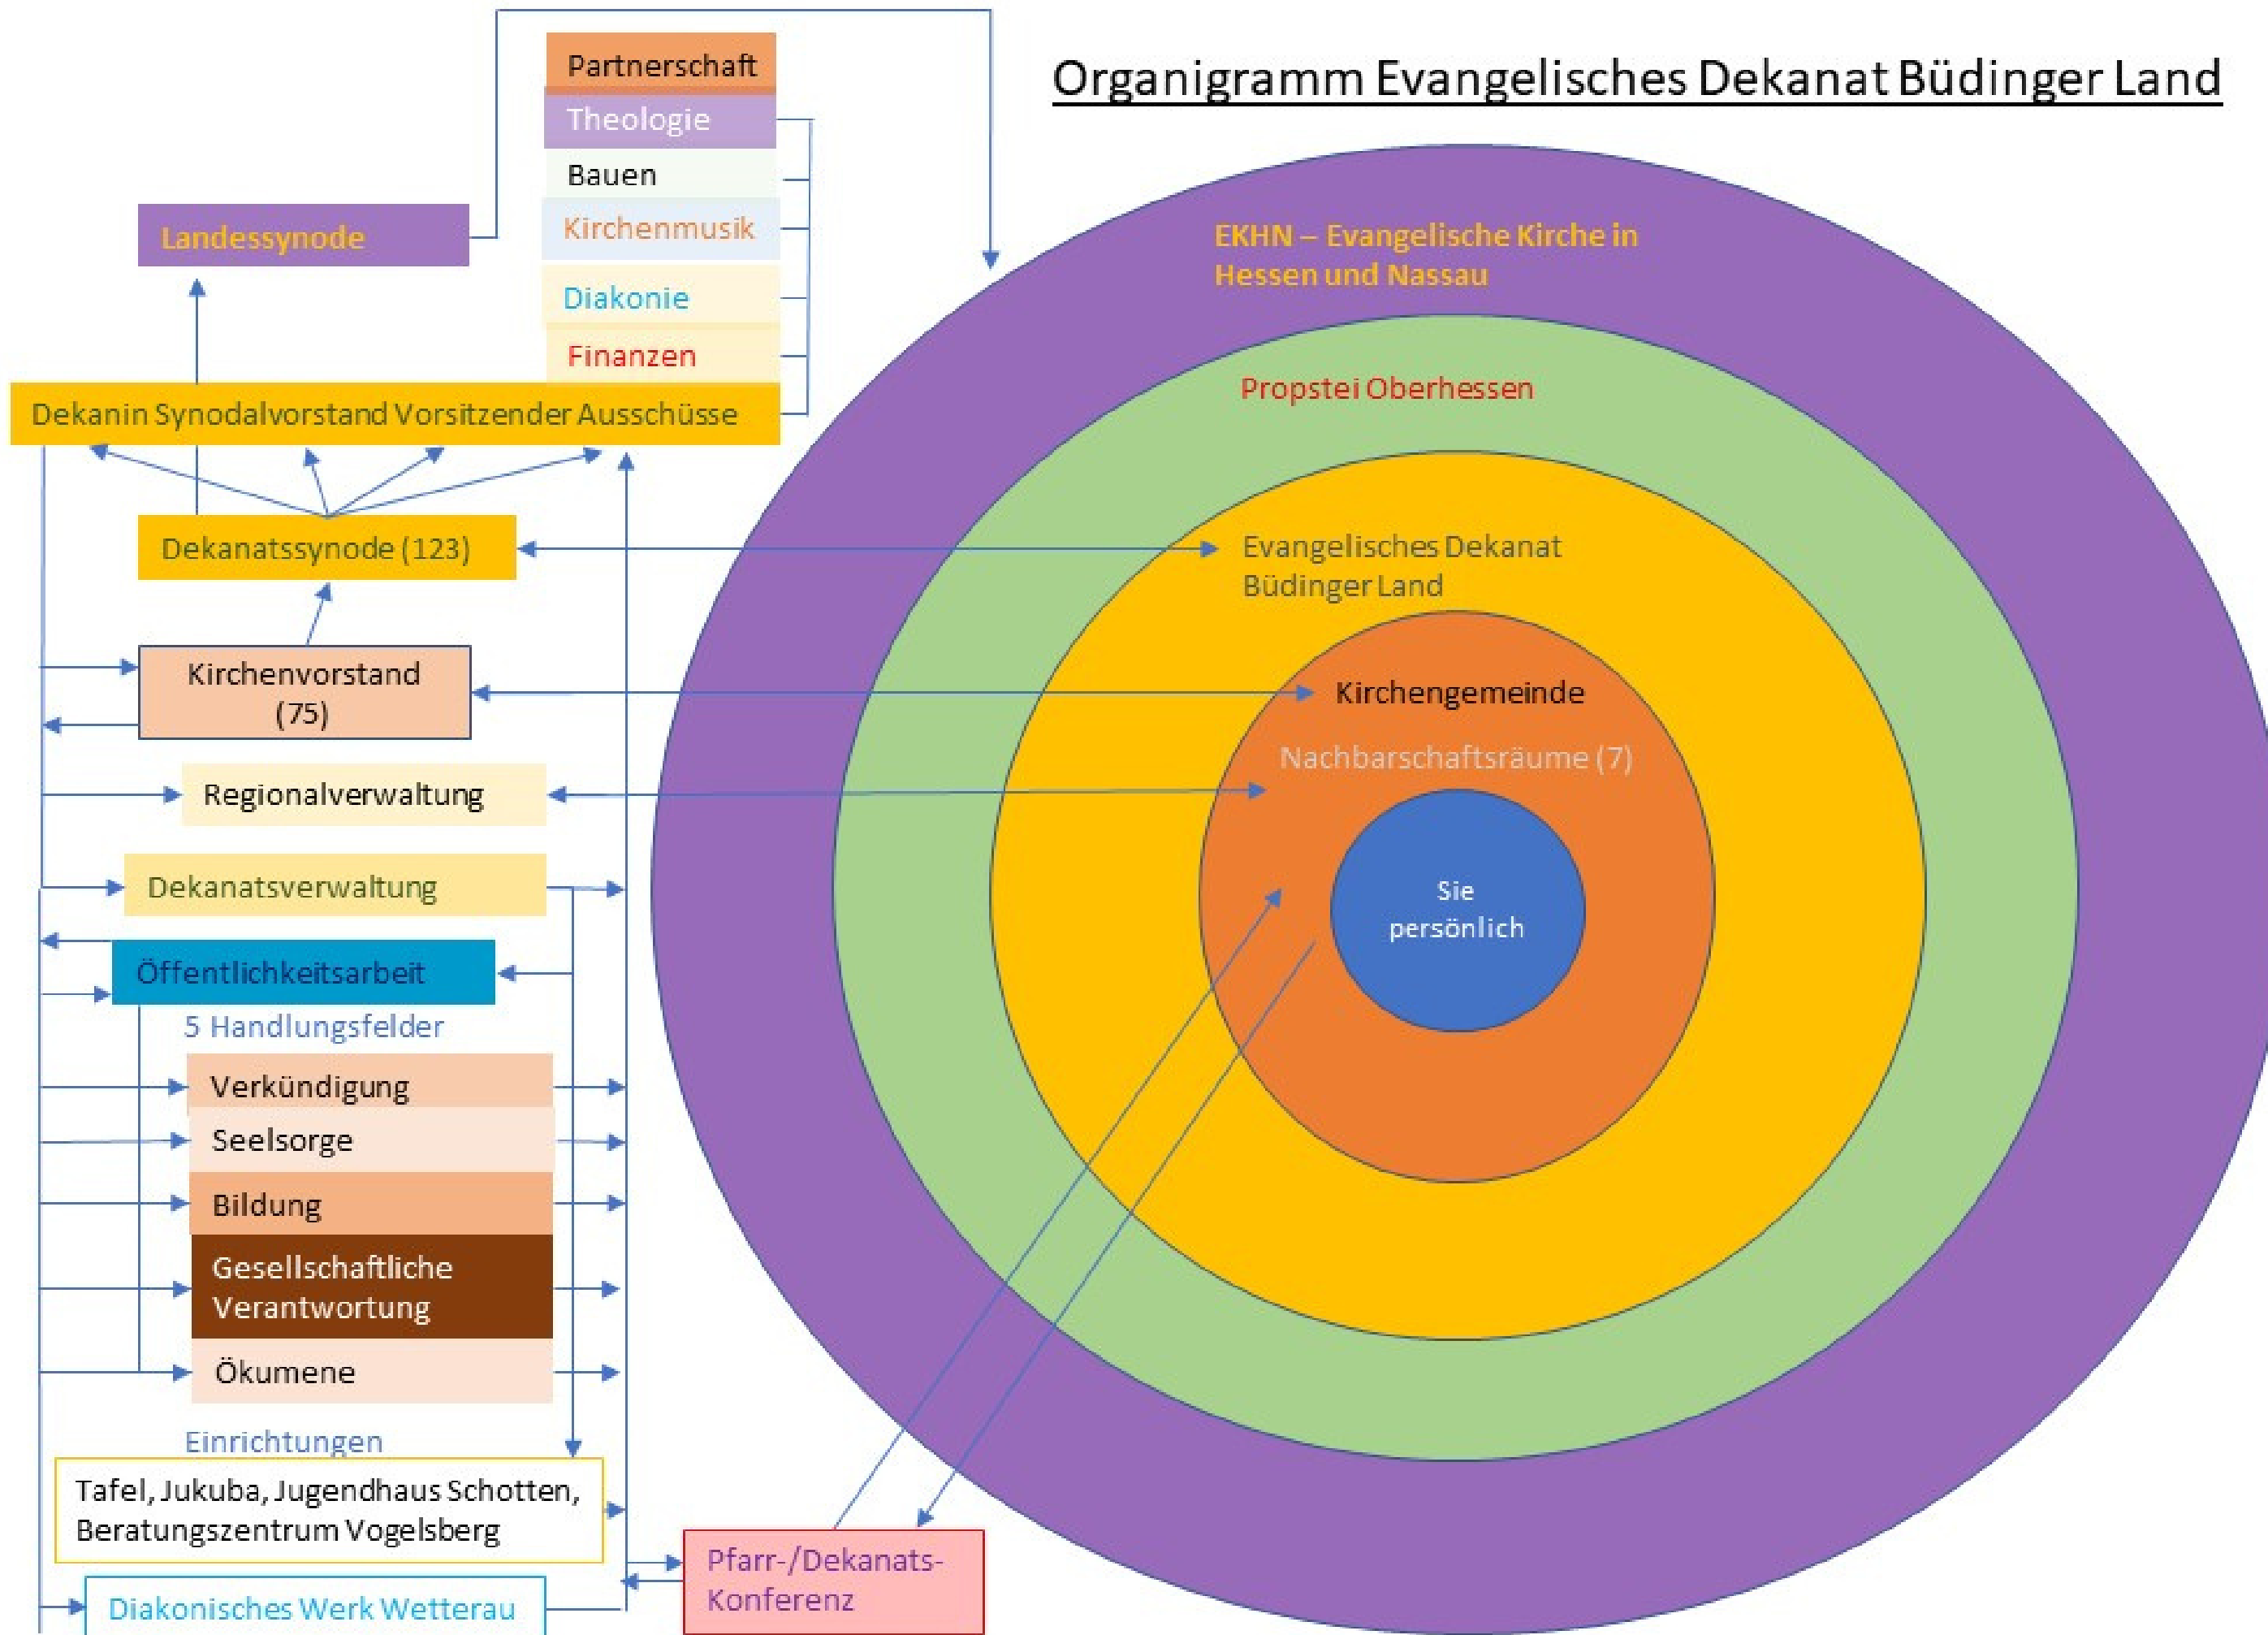 Organigramm Evangelisches Dekanat Büdinger Land
Partnerschaft
Theologie
Bauen
Kirchenmusik
Diakonie
Finanzen
Landessynode
Dekanin Synodalvorstand Vorsitzender Ausschüsse
Dekanatssynode (123)
Kirchenvorstand
(75)
Regionalverwaltung
Dekanatsverwaltung
Öffentlichkeitsarbeit
5 Handlungsfelder
Verkündigung
Seelsorge
Bildung
Gesellschaftliche
Verantwortung
Ökumene
Einrichtungen
Tafel, Jukuba, Jugendhaus Schotten,
Beratungszentrum Vogelsberg
Diakonisches Werk Wetterau
Pfarr-/Dekanats-
Konferenz
EKHN – Evangelische Kirche in
Hessen und Nassau
Propstei Oberhessen
Evangelisches Dekanat
Büdinger Land
Kirchengemeinde
Nachbarschaftsräume (7)
Sie
persönlich